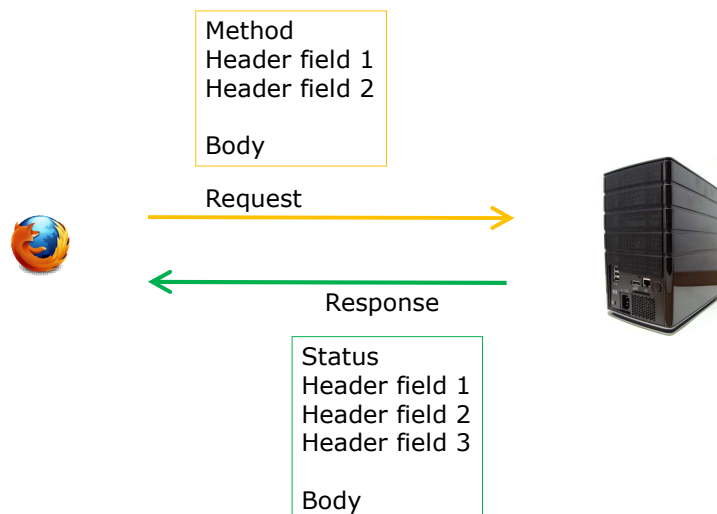 Method
Header field 1
Header field 2
Body
Request
Response
Status
Header field 1
Header field 2
Header field 3
Body